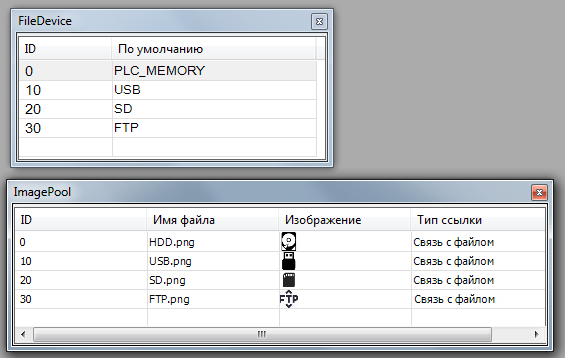 FileDevice
ID По умолчанию
0 PLC_MEMORY
10 USB
20 SD
30 FTP
ImagePool
ID Имя файла Изображение Тип ссылки
0 HDD.png Связь с файлом
10 USB.png Связь с файлом
20 SD.png Связь с файлом
30 FTP.png FTP Связь с файлом